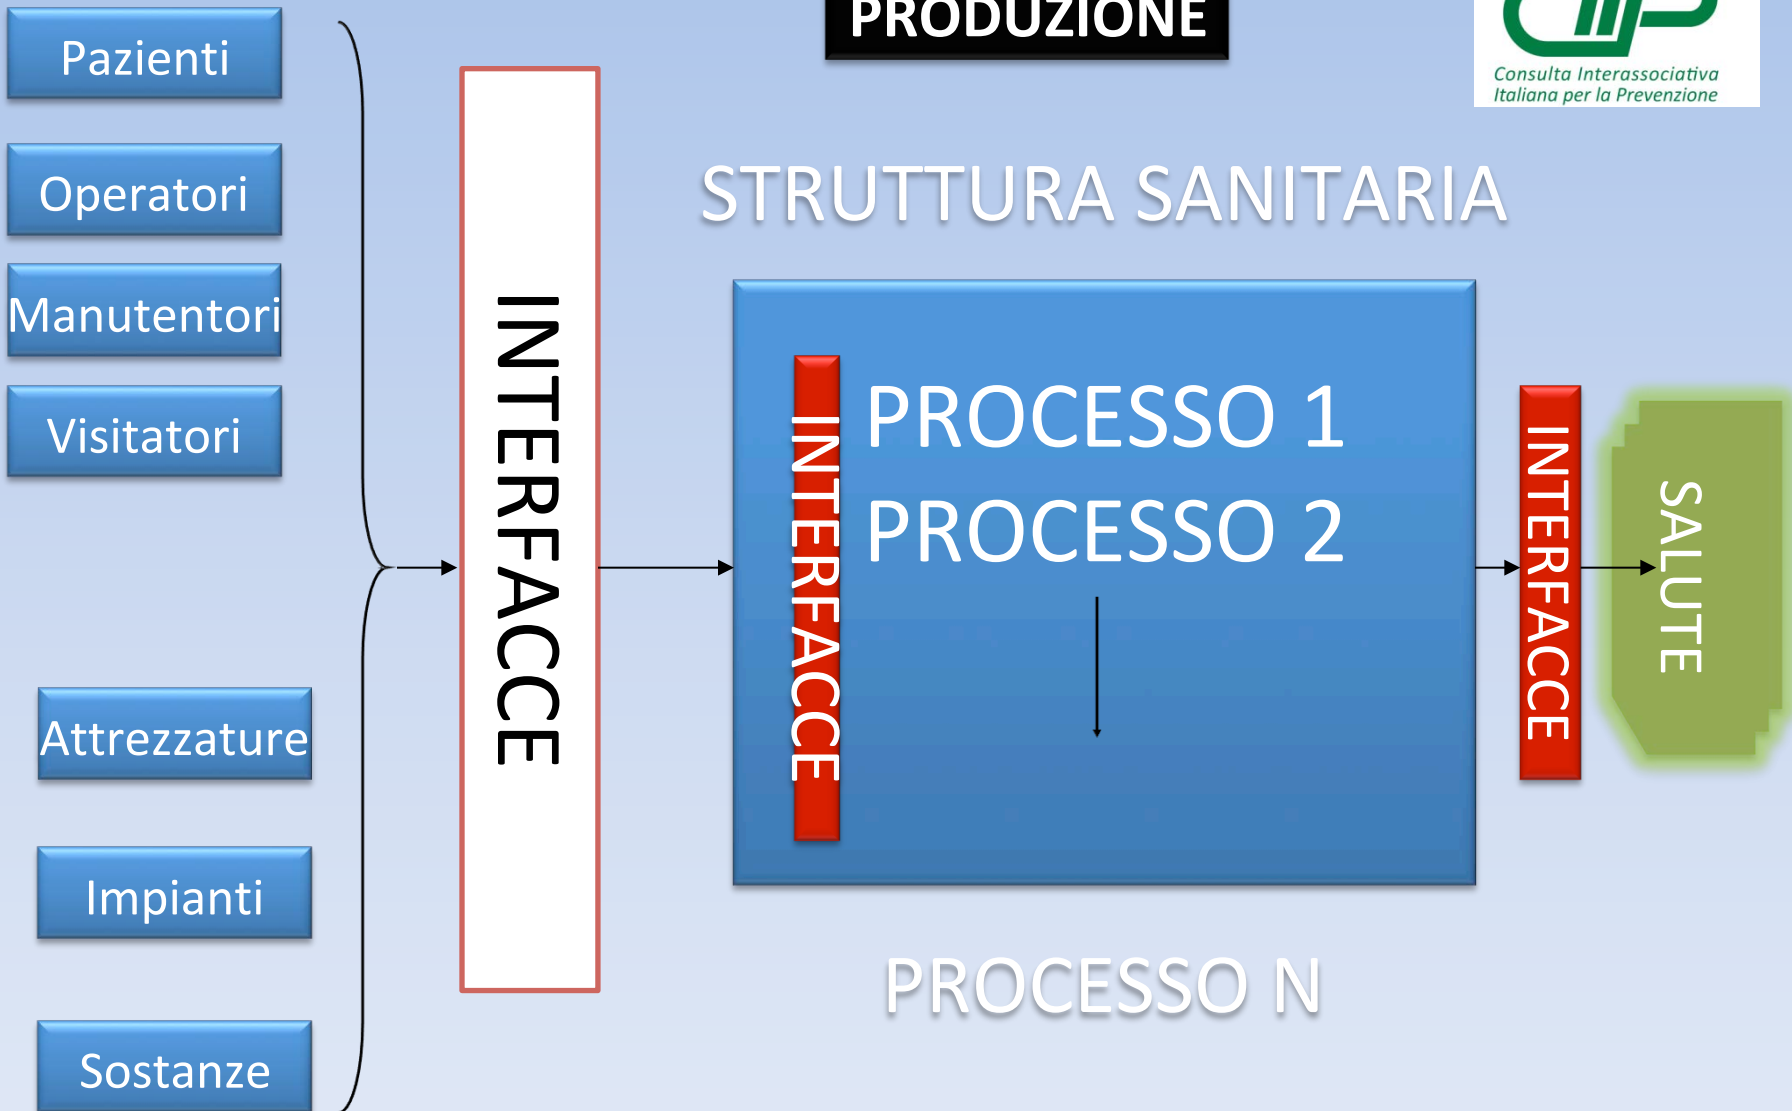 PRODUZIONE
CIIP
Consulta Interassociativa
Italiana per la Prevenzione
Pazienti
Operatori
Manutentori
Visitatori
Attrezzature
Impianti
Sostanze
INTERFACCE
STRUTTURA SANITARIA
INTERFACCE
PROCESSO 1
PROCESSO 2
PROCESSO N
INTERFACCE
SALUTE